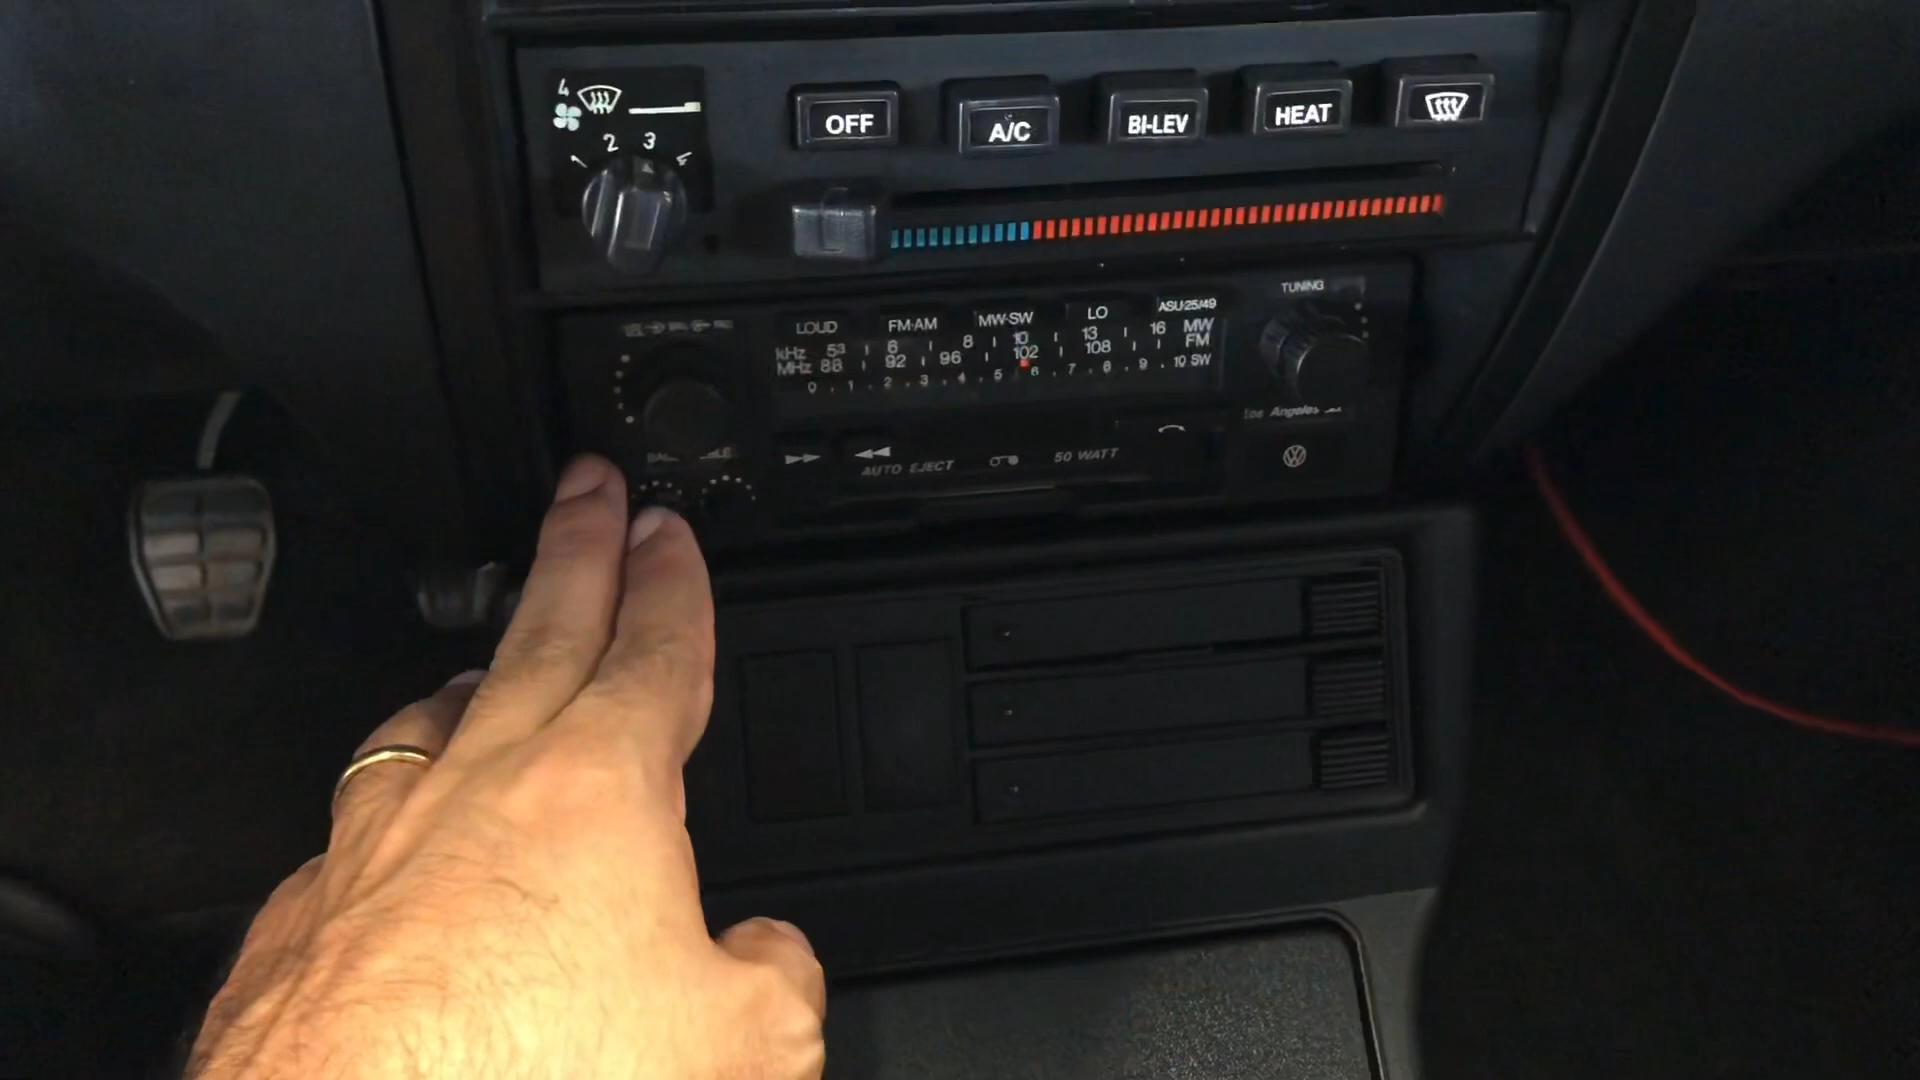 4
2 3
OFF A/C BI-LEV HEAT
TUNING
LOUD FM·AM MW·SW LO ASU·25/49
kHz 53 6 8 10 13 16 MW
MHz 88 92 96 102 108 FM
0 1 2 3 4 5 6 7 8 9 10 SW
Los Angeles
AUTO EJECT 50 WATT